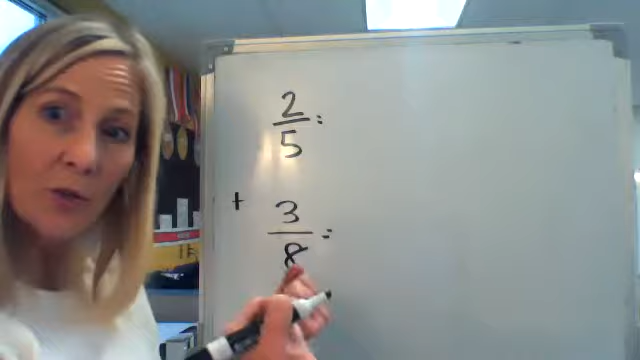 2/5 =
+ 3/8 =